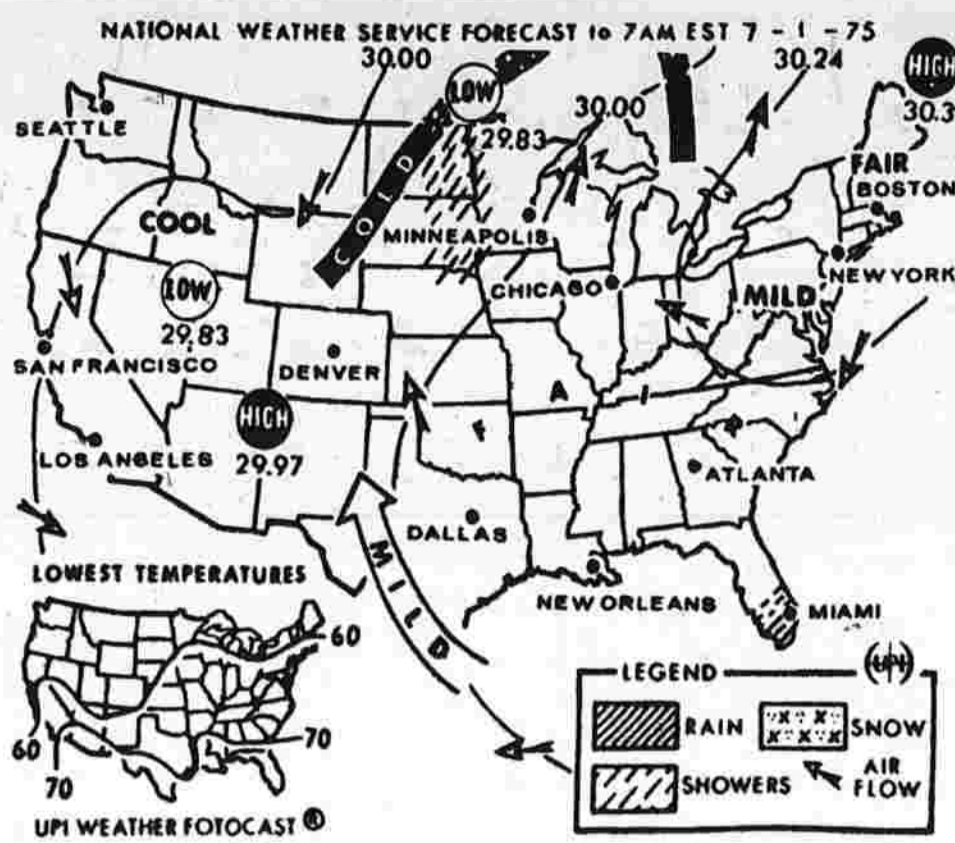 NATIONAL WEATHER SERVICE FORECAST to 7AM EST 7 - 1 - 75
30.00
30.24
HIGH
30.3
LOW
29.83
30.00
SEATTLE
COLD
FAIR
BOSTON
COOL
MINNEAPOLIS
LOW
29.83
CHICAGO
NEW YORK
MILD
SAN FRANCISCO
DENVER
HIGH
29.97
FAIR
LOS ANGELES
ATLANTA
DALLAS
MILD
LOWEST TEMPERATURES
NEW ORLEANS
MIAMI
60
60
70
70
UPI WEATHER FOTOCAST ®
LEGEND
UPI
RAIN
SNOW
SHOWERS
AIR
FLOW